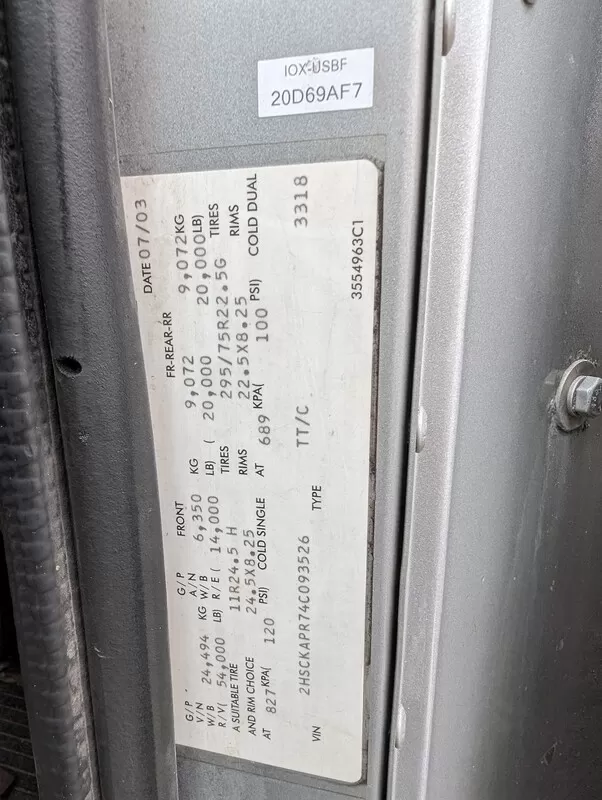 IOX-USBF
20D69AF7
DATE 07/03
G/P G/P FRONT FR-REAR-RR
V/N A/N
W/B 24,494 KG W/B 6,350 KG 9,072 9,072KG
R/V( 54,000 LB) R/E( 14,000 LB) ( 20,000 20,000LB)
A SUITABLE TIRE 11R24.5 H TIRES 295/75R22.5G TIRES
AND RIM CHOICE 24.5X8.25 RIMS 22.5X8.25 RIMS
AT 827KPA( 120 PSI) COLD SINGLE AT 689 KPA( 100 PSI) COLD DUAL
VIN 2HSCKAPR74C093526 TYPE TT/C 3318
3554963C1